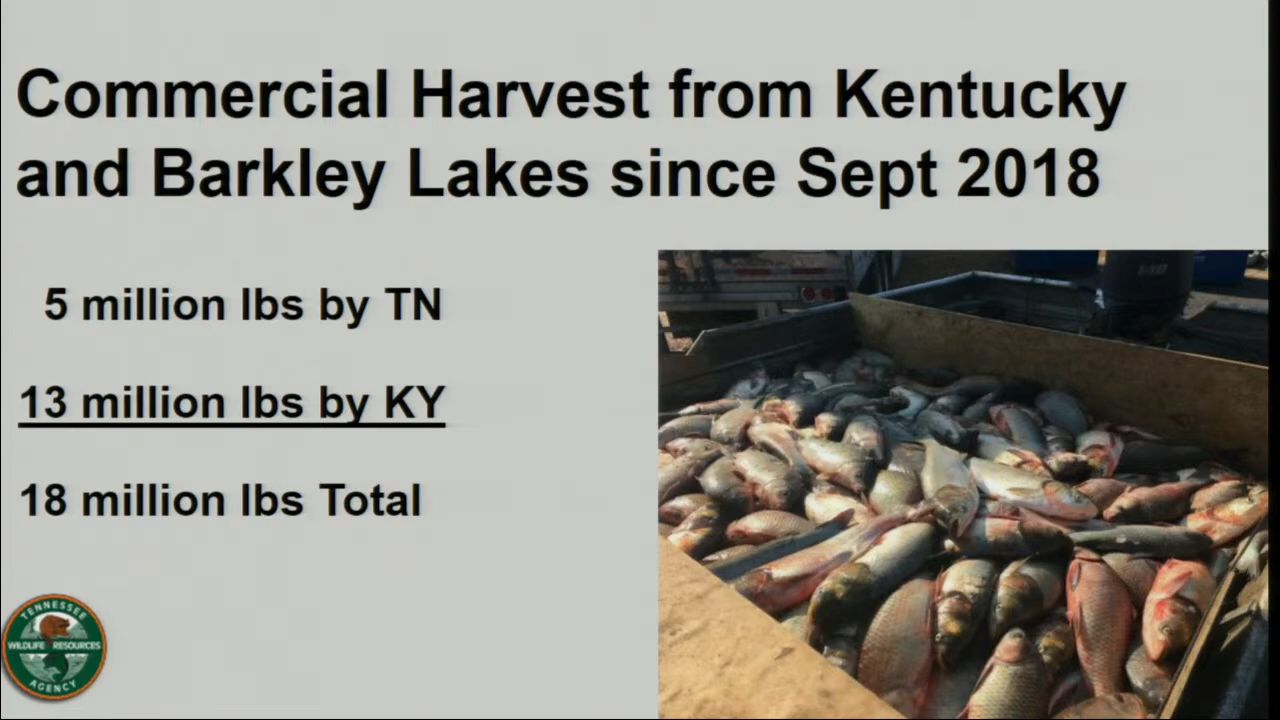 Commercial Harvest from Kentucky
and Barkley Lakes since Sept 2018
5 million lbs by TN
13 million lbs by KY
18 million lbs Total
TENNESSEE
WILDLIFE RESOURCES
AGENCY